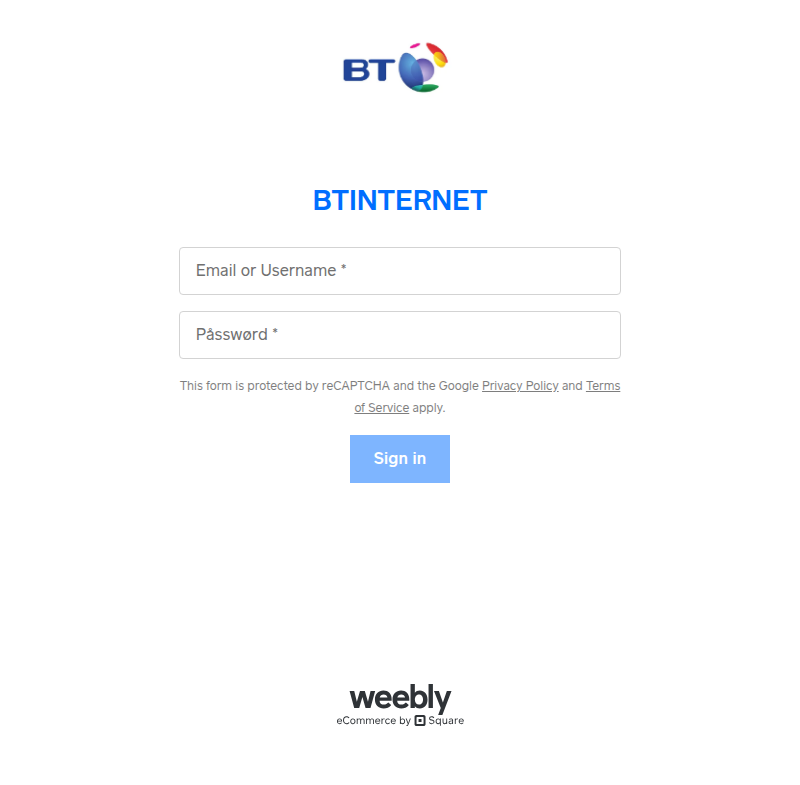 BT
BTINTERNET
Email or Username *
Påsswørd *
This form is protected by reCAPTCHA and the Google Privacy Policy and Terms
of Service apply.
Sign in
weebly
eCommerce by Square